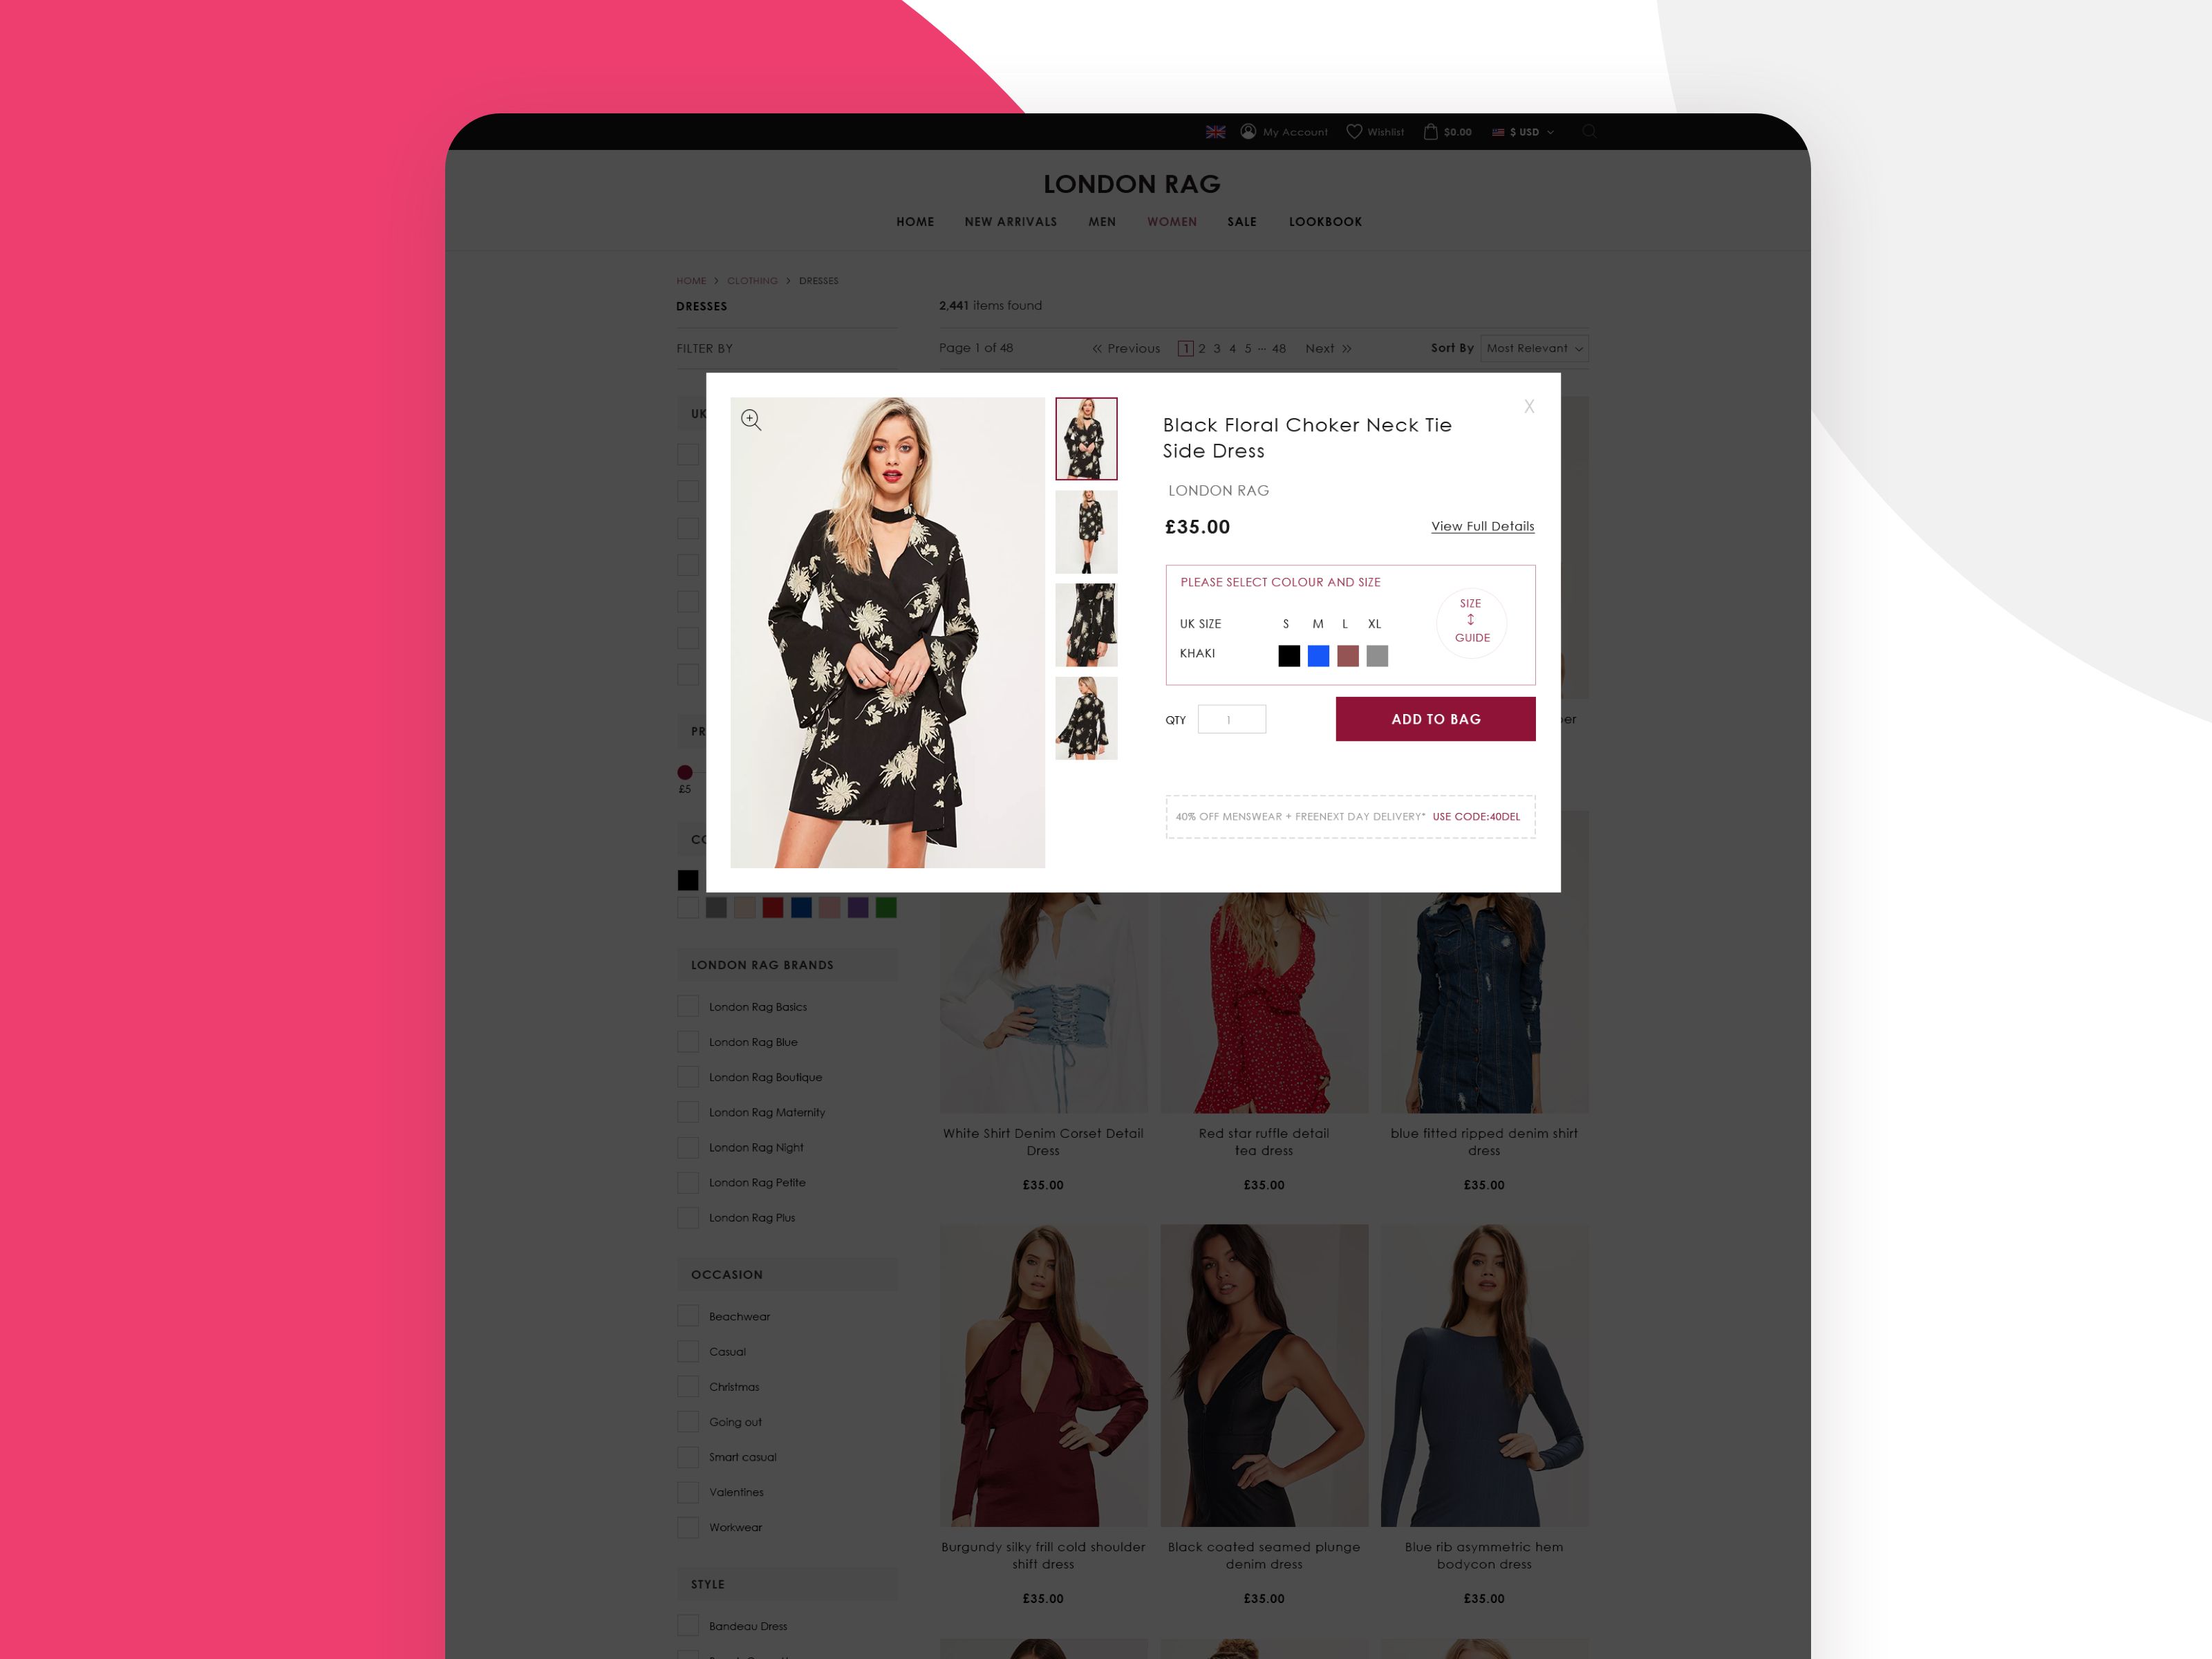 My Account Wishlist $0.00 $ USD
LONDON RAG
HOME NEW ARRIVALS MEN WOMEN SALE LOOKBOOK
HOME > CLOTHING > DRESSES
DRESSES
2,441 items found
FILTER BY
Page 1 of 48
« Previous 1 2 3 4 5 ... 48 Next »
Sort By Most Relevant
UK
PR
£5
CO
X
Black Floral Choker Neck Tie
Side Dress
LONDON RAG
£35.00
View Full Details
PLEASE SELECT COLOUR AND SIZE
UK SIZE S M L XL
KHAKI
SIZE
GUIDE
QTY 1
ADD TO BAG
40% OFF MENSWEAR + FREENEXT DAY DELIVERY* USE CODE:40DEL
LONDON RAG BRANDS
London Rag Basics
London Rag Blue
London Rag Boutique
London Rag Maternity
London Rag Night
London Rag Petite
London Rag Plus
OCCASION
Beachwear
Casual
Christmas
Going out
Smart casual
Valentines
Workwear
STYLE
Bandeau Dress
White Shirt Denim Corset Detail
Dress
£35.00
Red star ruffle detail
tea dress
£35.00
blue fitted ripped denim shirt
dress
£35.00
Burgundy silky frill cold shoulder
shift dress
£35.00
Black coated seamed plunge
denim dress
£35.00
Blue rib asymmetric hem
bodycon dress
£35.00